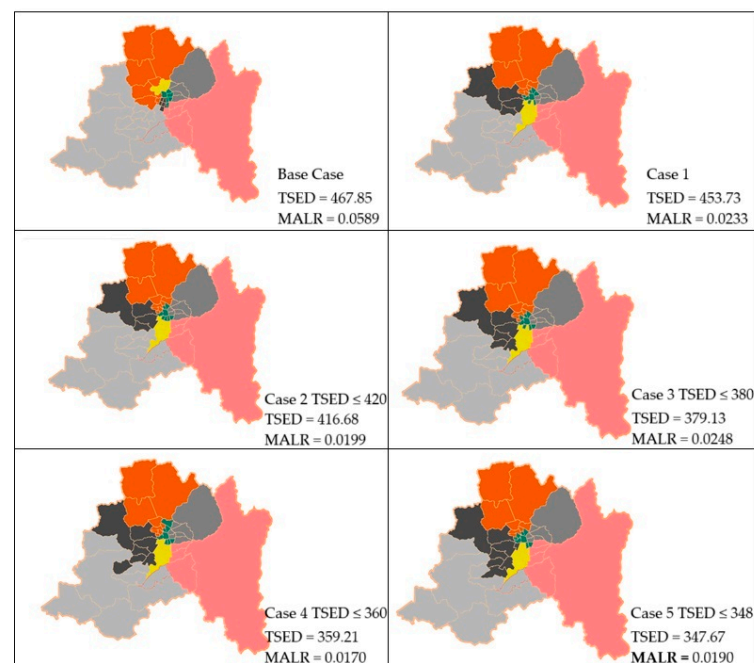 Base Case
TSED = 467.85
MALR = 0.0589
Case 1
TSED = 453.73
MALR = 0.0233
Case 2 TSED ≤ 420
TSED = 416.68
MALR = 0.0199
Case 3 TSED ≤ 380
TSED = 379.13
MALR = 0.0248
Case 4 TSED ≤ 360
TSED = 359.21
MALR = 0.0170
Case 5 TSED ≤ 348
TSED = 347.67
MALR = 0.0190